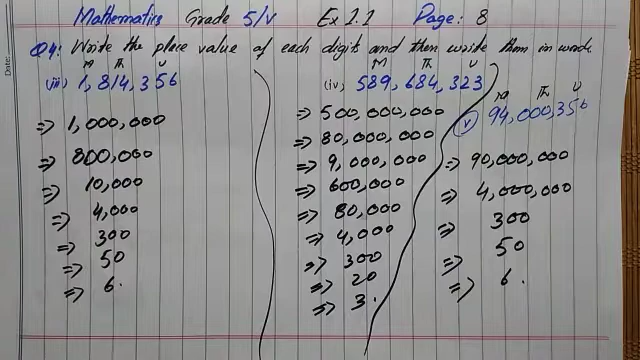 Mathematics Grade 5/V Ex 1.1 Page: 8
Date:
Q4: Write the place value of each digits and then write them in words.
M Th U
(iii) 1,814,356
=> 1,000,000
=> 800,000
=> 10,000
=> 4,000
=> 300
=> 50
=> 6.
M Th U
(iv) 589,684,323
=> 500,000,000
=> 80,000,000
=> 9,000,000
=> 600,000
=> 80,000
=> 4,000
=> 300
=> 20
=> 3.
M Th U
(v) 94,000,356
=> 90,000,000
=> 4,000,000
=> 300
=> 50
=> 6.